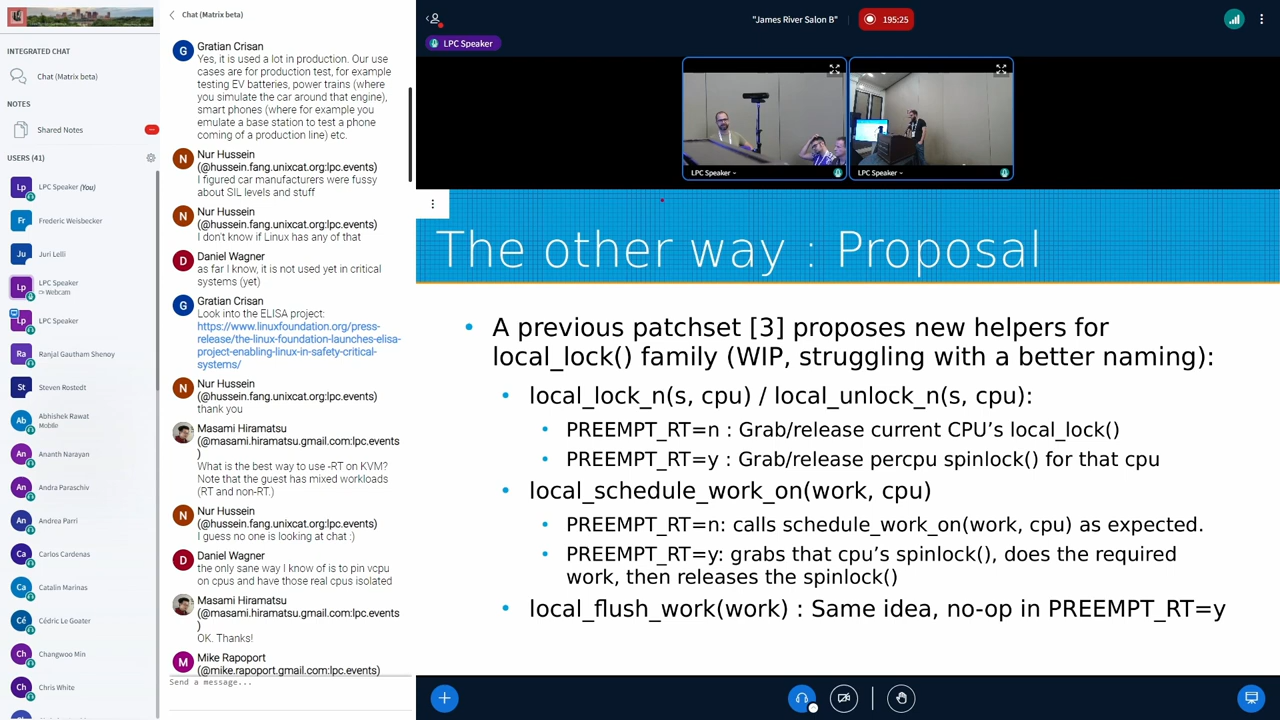 INTEGRATED CHAT
Chat (Matrix beta)
NOTES
Shared Notes
USERS (41)
Lp LPC Speaker (You)
Fr Frederic Weisbecker
Ju Juri Lelli
Lp LPC Speaker
Webcam
Lp LPC Speaker
Ra Ranjal Gautham Shenoy
St Steven Rostedt
Ab Abhishek Rawat
Mobile
An Ananth Narayan
An Andra Paraschiv
An Andrea Parri
Ca Carlos Cardenas
Ca Catalin Marinas
Cé Cédric Le Goater
Ch Changwoo Min
Ch Chris White
Chat (Matrix beta)
G Gratian Crisan
Yes, it is used a lot in production. Our use
cases are for production test, for example
testing EV batteries, power trains (where
you simulate the car around that engine),
smart phones (where for example you
emulate a base station to test a phone
coming of a production line) etc.
N Nur Hussein
(@hussein.fang.unixcat.org:lpc.events)
I figured car manufacturers were fussy
about SIL levels and stuff
N Nur Hussein
(@hussein.fang.unixcat.org:lpc.events)
I don't know if Linux has any of that
D Daniel Wagner
as far I know, it is not used yet in critical
systems (yet)
G Gratian Crisan
Look into the ELISA project:
https://www.linuxfoundation.org/press-
release/the-linux-foundation-launches-elisa-
project-enabling-linux-in-safety-critical-
systems/
N Nur Hussein
(@hussein.fang.unixcat.org:lpc.events)
thank you
Masami Hiramatsu
(@masami.hiramatsu.gmail.com:lpc.events
)
What is the best way to use -RT on KVM?
Note that the guest has mixed workloads
(RT and non-RT.)
N Nur Hussein
(@hussein.fang.unixcat.org:lpc.events)
I guess no one is looking at chat :)
D Daniel Wagner
the only sane way I know of is to pin vcpu
on cpus and have those real cpus isolated
Masami Hiramatsu
(@masami.hiramatsu.gmail.com:lpc.events
)
OK. Thanks!
M Mike Rapoport
(@mike.rapoport.gmail.com:lpc.events)
Send a message...
"James River Salon B"
195:25
LPC Speaker
LPC Speaker
LPC Speaker
The other way : Proposal
• A previous patchset [3] proposes new helpers for
local_lock() family (WIP, struggling with a better naming):
• local_lock_n(s, cpu) / local_unlock_n(s, cpu):
• PREEMPT_RT=n : Grab/release current CPU’s local_lock()
• PREEMPT_RT=y : Grab/release percpu spinlock() for that cpu
• local_schedule_work_on(work, cpu)
• PREEMPT_RT=n: calls schedule_work_on(work, cpu) as expected.
• PREEMPT_RT=y: grabs that cpu’s spinlock(), does the required
work, then releases the spinlock()
• local_flush_work(work) : Same idea, no-op in PREEMPT_RT=y